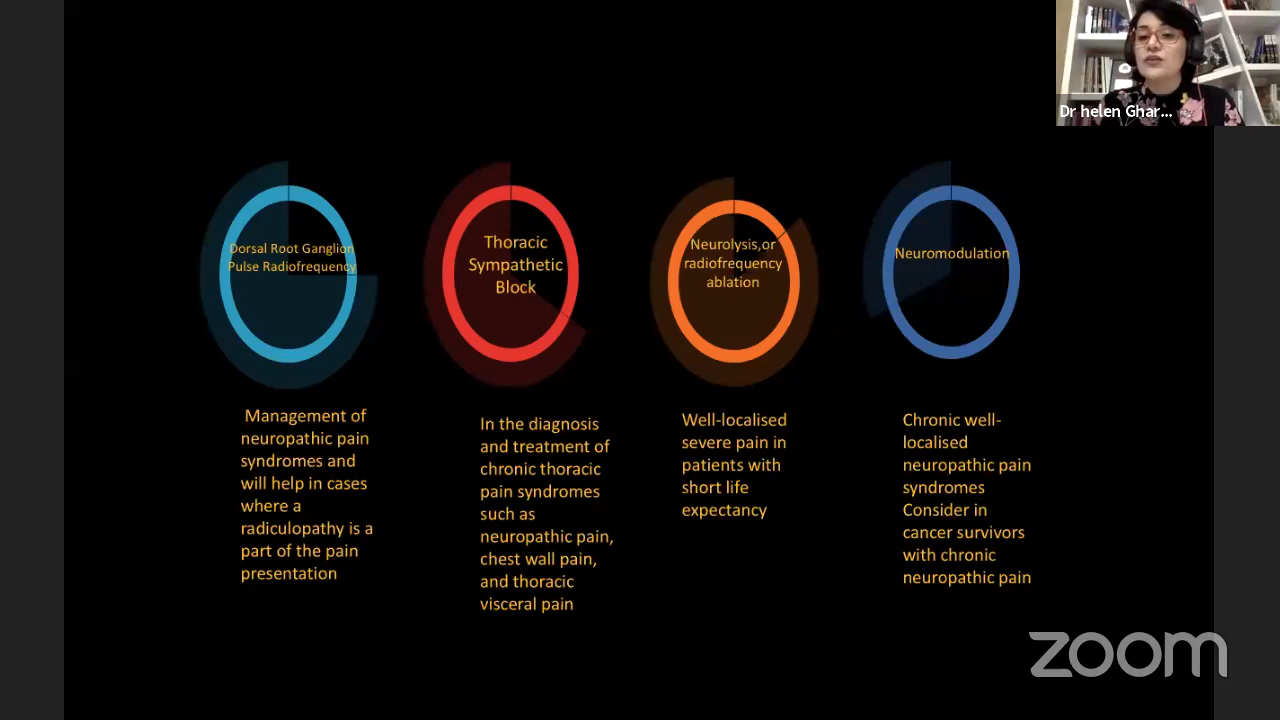 Dr helen Ghar...
Dorsal Root Ganglion
Pulse Radiofrequency
Thoracic
Sympathetic
Block
Neurolysis,or
radiofrequency
ablation
Neuromodulation
Management of
neuropathic pain
syndromes and
will help in cases
where a
radiculopathy is a
part of the pain
presentation
In the diagnosis
and treatment of
chronic thoracic
pain syndromes
such as
neuropathic pain,
chest wall pain,
and thoracic
visceral pain
Well-localised
severe pain in
patients with
short life
expectancy
Chronic well-
localised
neuropathic pain
syndromes
Consider in
cancer survivors
with chronic
neuropathic pain
zoom